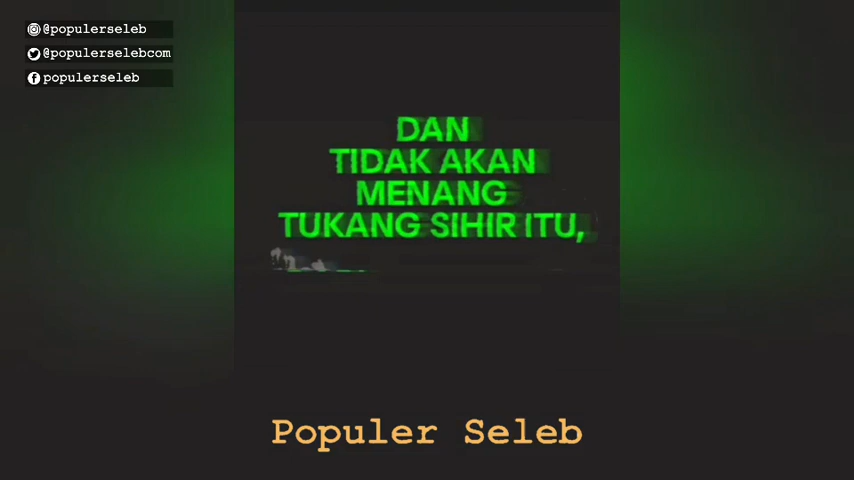 @populerseleb
@populerselebcom
populerseleb
DAN
TIDAK AKAN
MENANG
TUKANG SIHIR ITU,
Populer Seleb